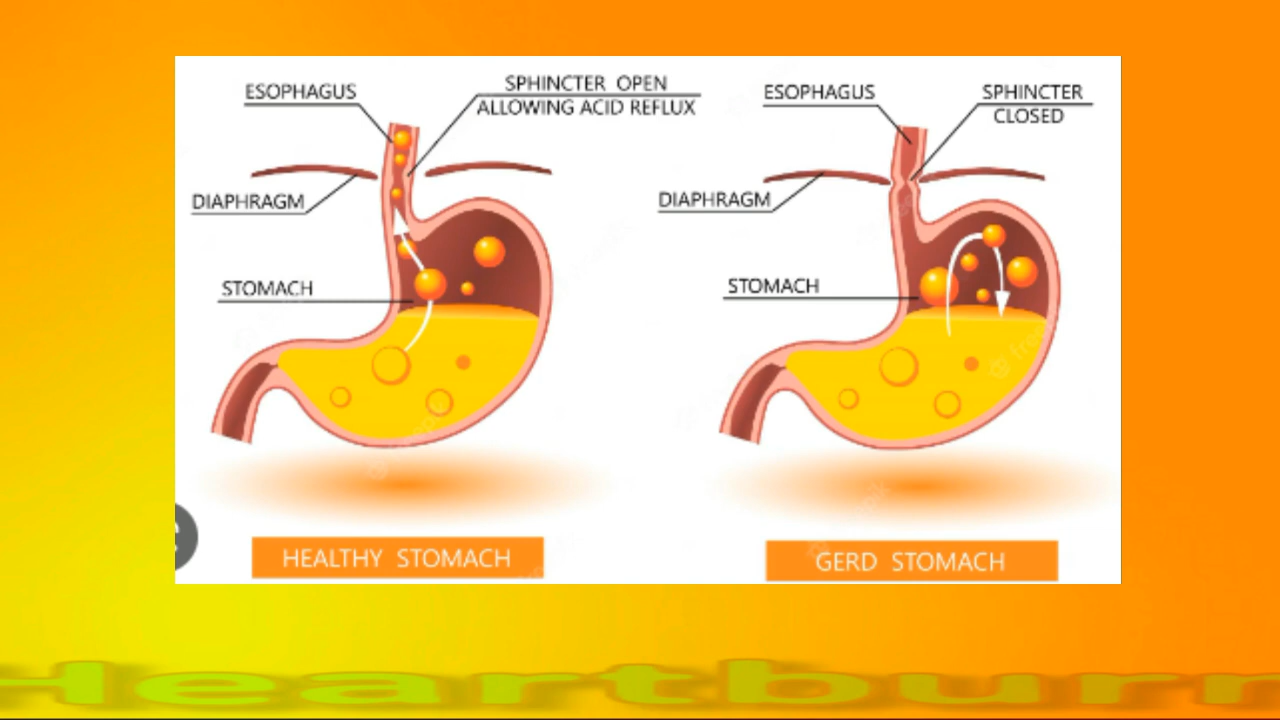 ESOPHAGUS
SPHINCTER OPEN
ALLOWING ACID REFLUX
DIAPHRAGM
STOMACH
HEALTHY STOMACH
ESOPHAGUS
SPHINCTER
CLOSED
DIAPHRAGM
STOMACH
GERD STOMACH
Heartburn